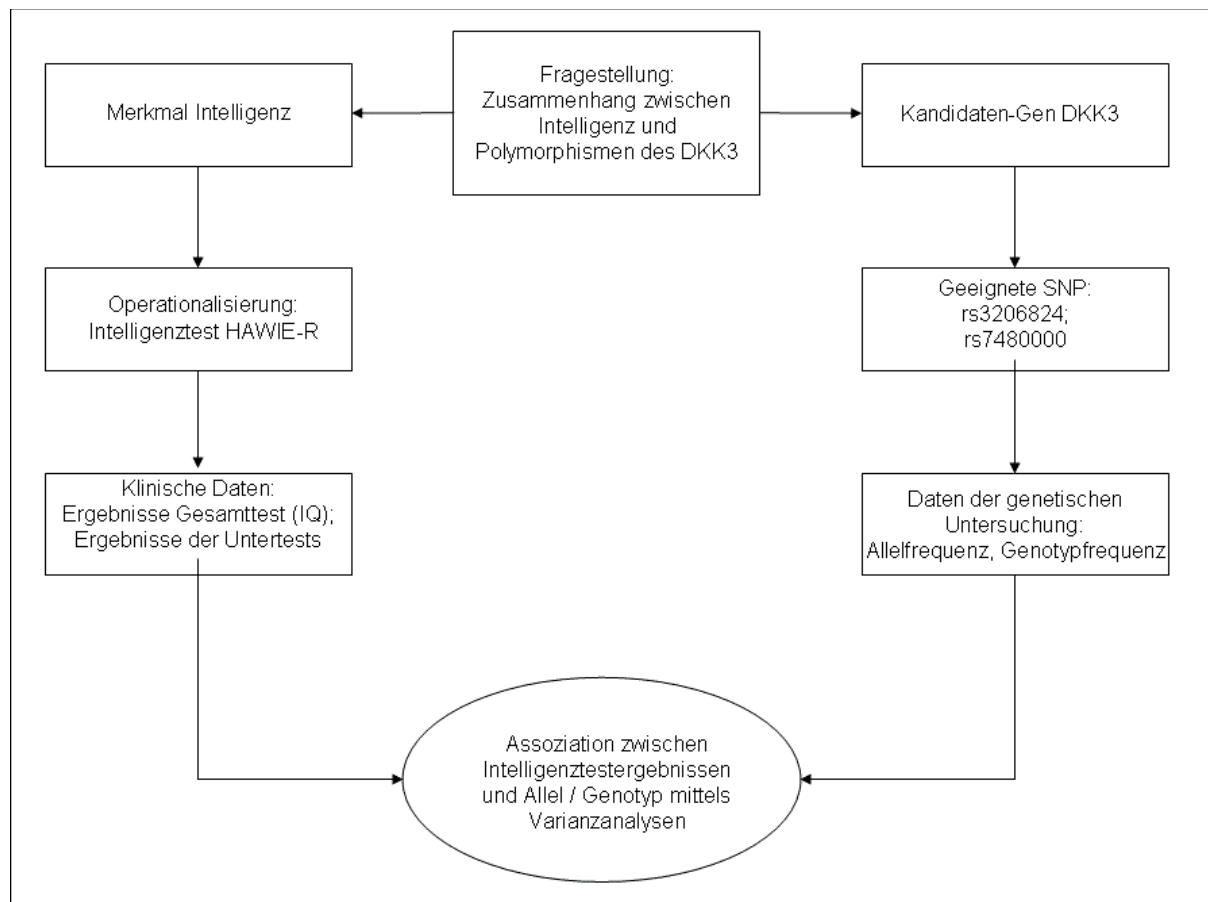 Fragestellung:
Zusammenhang zwischen
Intelligenz und
Polymorphismen des DKK3
Merkmal Intelligenz
Kandidaten-Gen DKK3
Operationalisierung:
Intelligenztest HAWIE-R
Geeignete SNP:
rs3206824;
rs7480000
Klinische Daten:
Ergebnisse Gesamttest (IQ);
Ergebnisse der Untertests
Daten der genetischen
Untersuchung:
Allelfrequenz, Genotypfrequenz
Assoziation zwischen
Intelligenztestergebnissen
und Allel / Genotyp mittels
Varianzanalysen